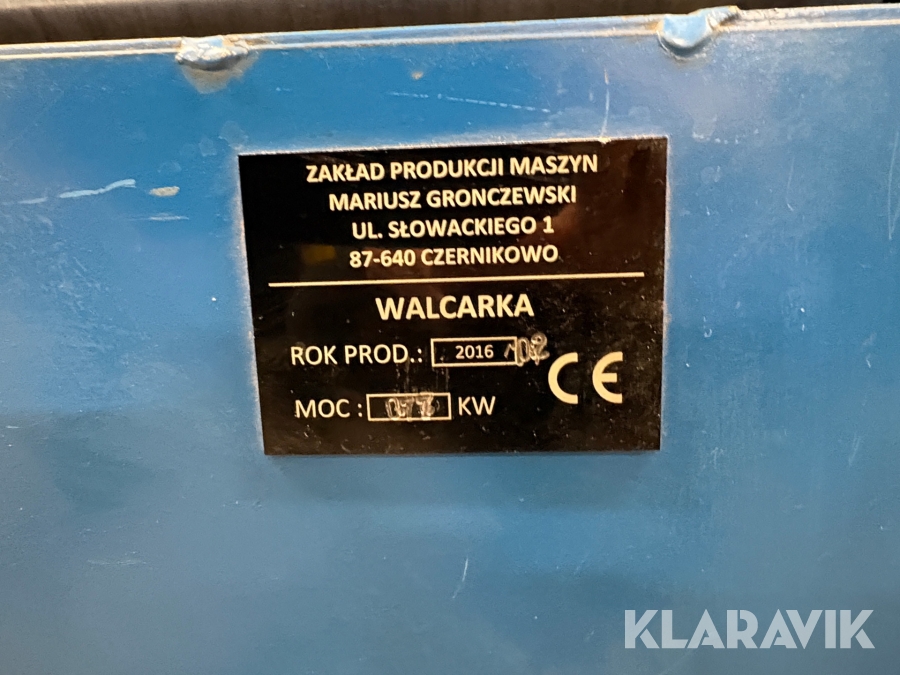 ZAKŁAD PRODUKCJI MASZYN
MARIUSZ GRONCZEWSKI
UL. SŁOWACKIEGO 1
87-640 CZERNIKOWO
WALCARKA
ROK PROD.: 2016
CE
MOC : KW
KLARAVIK